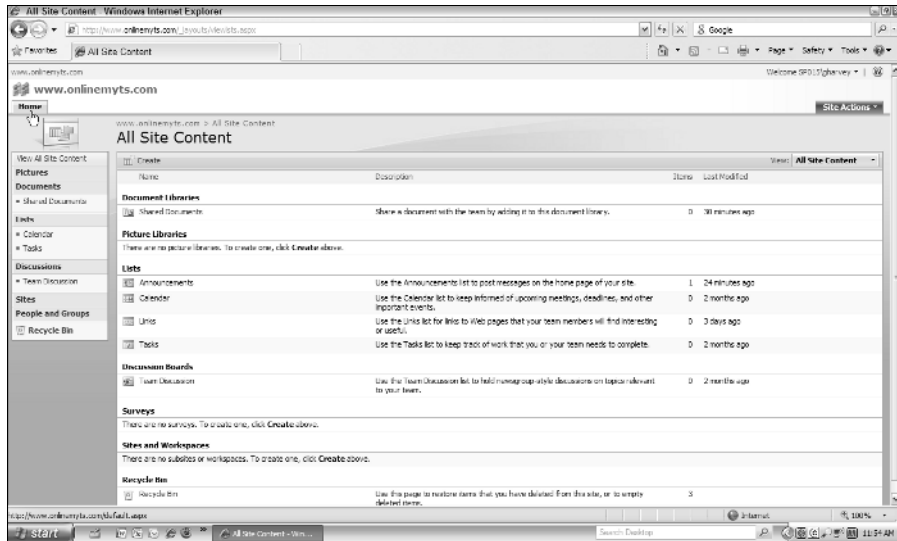 All Site Content Windows Internet Explorer
http://www.onlinemyts.com/_layouts/viewlsts.aspx
Google
Favorites All Site Content Page Safety Tools
www.onlinemyts.com Welcome SP015\gharvey
www.onlinemyts.com
Home Site Actions
www.onlinemyts.com > All Site Content
All Site Content
View All Site Content
Pictures
Documents
Shared Documents
Lists
Calendar
Tasks
Discussions
Team Discussion
Sites
People and Groups
Recycle Bin
Create View: All Site Content
Name Description Items Last Modified
Document Libraries
Shared Documents Share a document with the team by adding it to this document library. 0 30 minutes ago
Picture Libraries
There are no picture libraries. To create one, click Create above.
Lists
Announcements Use the Announcements list to post messages on the home page of your site. 1 24 minutes ago
Calendar Use the Calendar list to keep informed of upcoming meetings, deadlines, and other 0 2 months ago
important events.
Links Use the Links list for links to Web pages that your team members will find interesting 0 3 days ago
or useful.
Tasks Use the Tasks list to keep track of work that you or your team needs to complete. 0 2 months ago
Discussion Boards
Team Discussion Use the Team Discussion list to hold newsgroup-style discussions on topics relevant 0 2 months ago
to your team.
Surveys
There are no surveys. To create one, click Create above.
Sites and Workspaces
There are no subsites or workspaces. To create one, click Create above.
Recycle Bin
Recycle Bin Use this page to restore items that you have deleted from this site, or to empty 3
deleted items.
http://www.onlinemyts.com/default.aspx Internet 100%
start All Site Content - Win... Search Desktop 11:54 AM